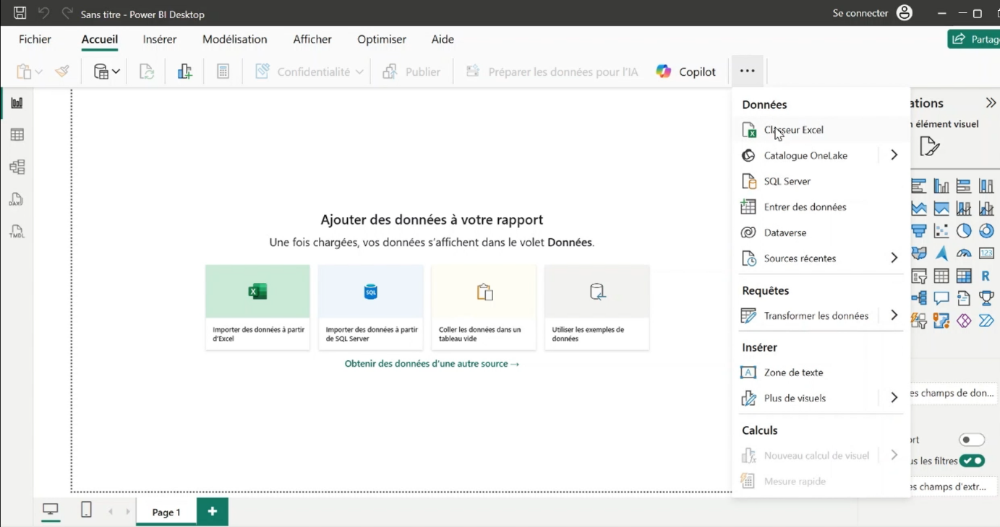 Sans titre - Power BI Desktop
Se connecter
Fichier
Accueil
Insérer
Modélisation
Afficher
Optimiser
Aide
Partag
Confidentialité
Publier
Préparer les données pour l'IA
Copilot
Données
Classeur Excel
Catalogue OneLake
SQL Server
Entrer des données
Dataverse
Sources récentes
Requêtes
Transformer les données
Insérer
Zone de texte
Plus de visuels
Calculs
Nouveau calcul de visuel
Mesure rapide
ations
n élément visuel
123
R
es champs de don...
ort
us les filtres
es champs d'extr...
DAX
TMDL
Ajouter des données à votre rapport
Une fois chargées, vos données s'affichent dans le volet Données.
SQL
Importer des données à partir
d'Excel
Importer des données à partir
de SQL Server
Coller les données dans un
tableau vide
Utiliser les exemples de
données
Obtenir des données d'une autre source →
Page 1